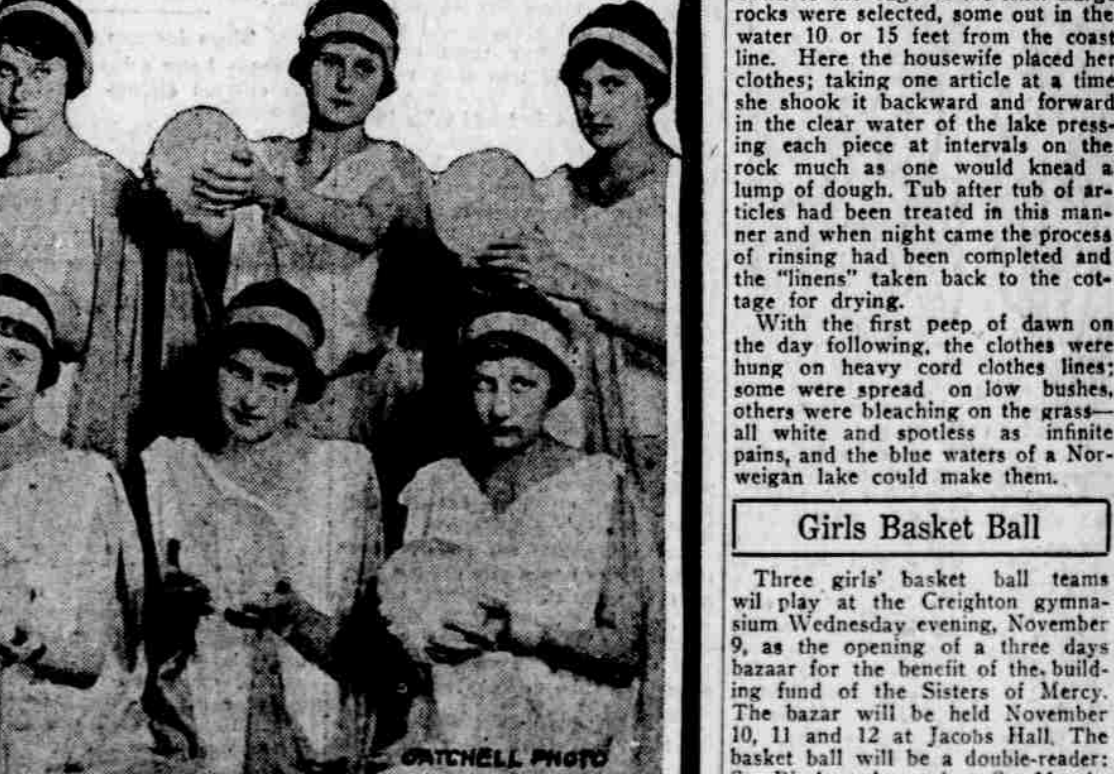 rocks were selected, some out in the
water 10 or 15 feet from the coast
line. Here the housewife placed her
clothes; taking one article at a time
she shook it backward and forward
in the clear water of the lake press-
ing each piece at intervals on the
rock much as one would knead a
lump of dough. Tub after tub of ar-
ticles had been treated in this man-
ner and when night came the process
of rinsing had been completed and
the "linens" taken back to the cot-
tage for drying.
With the first peep of dawn on
the day following, the clothes were
hung on heavy cord clothes lines;
some were spread on low bushes,
others were bleaching on the grass—
all white and spotless as infinite
pains, and the blue waters of a Nor-
weigan lake could make them.
Girls Basket Ball
Three girls' basket ball teams
wil play at the Creighton gymna-
sium Wednesday evening, November
9, as the opening of a three days
bazaar for the benefit of the build-
ing fund of the Sisters of Mercy.
The bazar will be held November
10, 11 and 12 at Jacobs Hall. The
basket ball will be a double-reader:
GATCHELL PHOTO